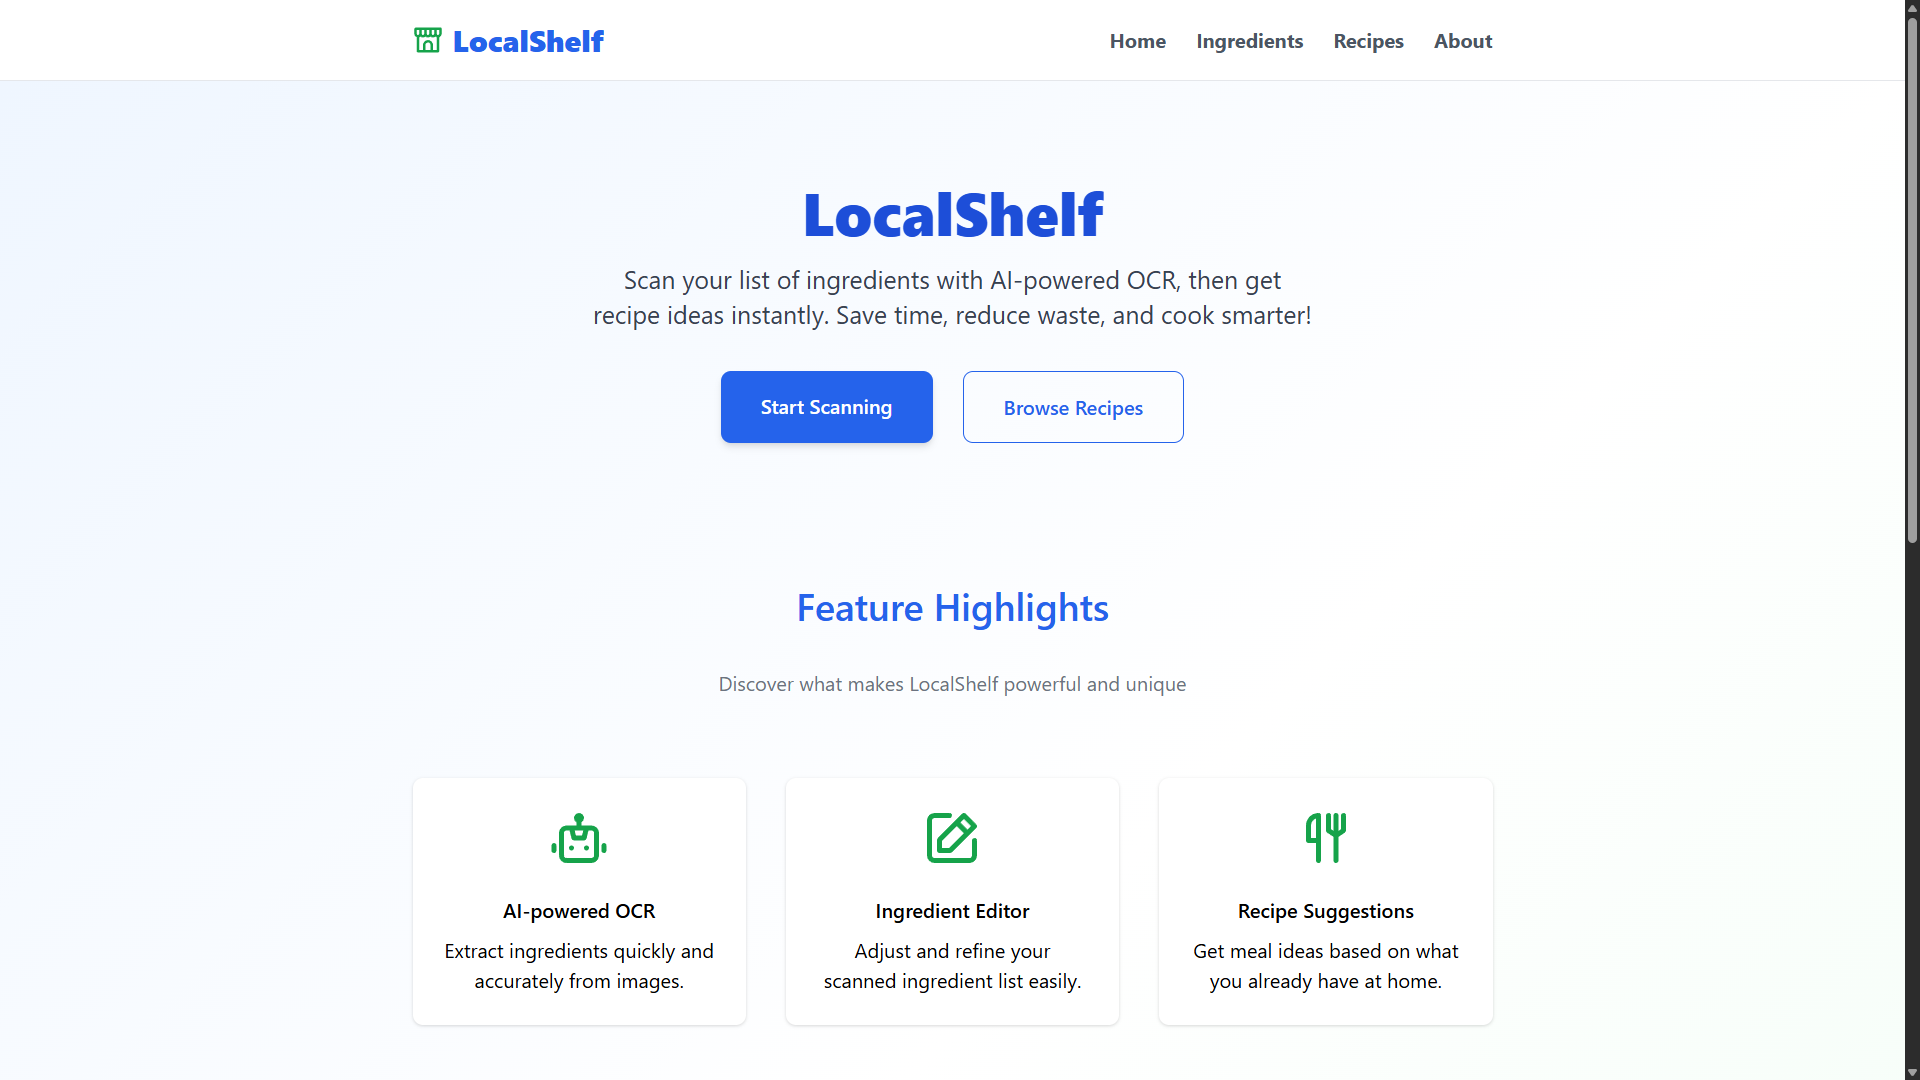 LocalShelf
Home Ingredients Recipes About
LocalShelf
Scan your list of ingredients with AI-powered OCR, then get
recipe ideas instantly. Save time, reduce waste, and cook smarter!
Start Scanning
Browse Recipes
Feature Highlights
Discover what makes LocalShelf powerful and unique
AI-powered OCR
Extract ingredients quickly and
accurately from images.
Ingredient Editor
Adjust and refine your
scanned ingredient list easily.
Recipe Suggestions
Get meal ideas based on what
you already have at home.